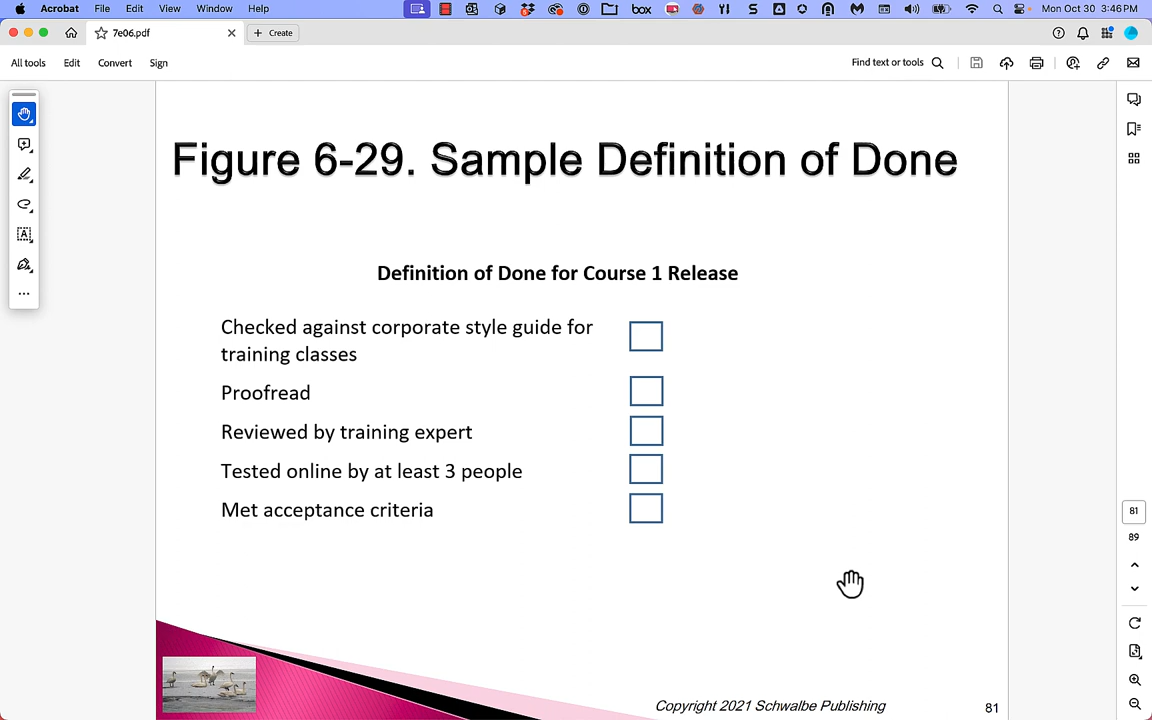 Acrobat File Edit View Window Help box Mon Oct 30 3:46 PM
7e06.pdf Create
All tools Edit Convert Sign Find text or tools
Figure 6-29. Sample Definition of Done
Definition of Done for Course 1 Release
Checked against corporate style guide for
training classes
Proofread
Reviewed by training expert
Tested online by at least 3 people
Met acceptance criteria
81
89
Copyright 2021 Schwalbe Publishing 81